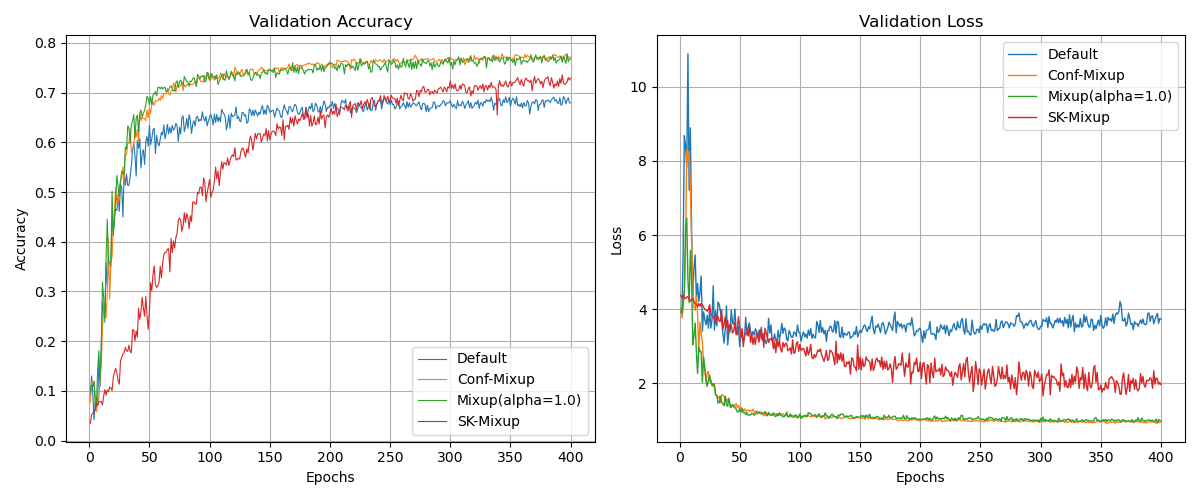 Validation Accuracy
0.8
0.7
0.6
0.5
0.4
0.3
0.2
0.1
0.0
Accuracy
0 50 100 150 200 250 300 350 400
Epochs
Default
Conf-Mixup
Mixup(alpha=1.0)
SK-Mixup
Validation Loss
10
8
6
4
2
Loss
0 50 100 150 200 250 300 350 400
Epochs
Default
Conf-Mixup
Mixup(alpha=1.0)
SK-Mixup